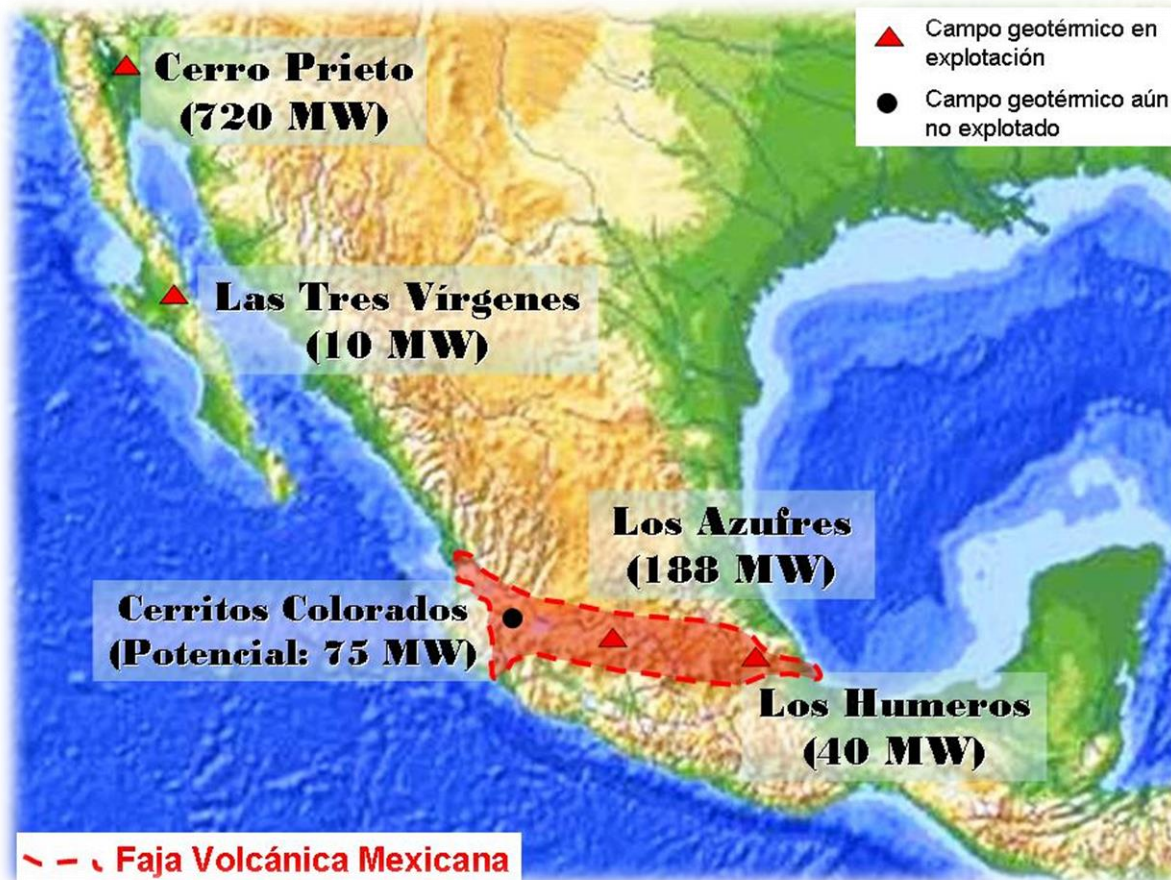 Campo geotérmico en
explotación
Campo geotérmico aún
no explotado
Cerro Prieto
(720 MW)
Las Tres Vírgenes
(10 MW)
Los Azufres
(188 MW)
Cerritos Colorados
(Potencial: 75 MW)
Los Humeros
(40 MW)
Faja Volcánica Mexicana